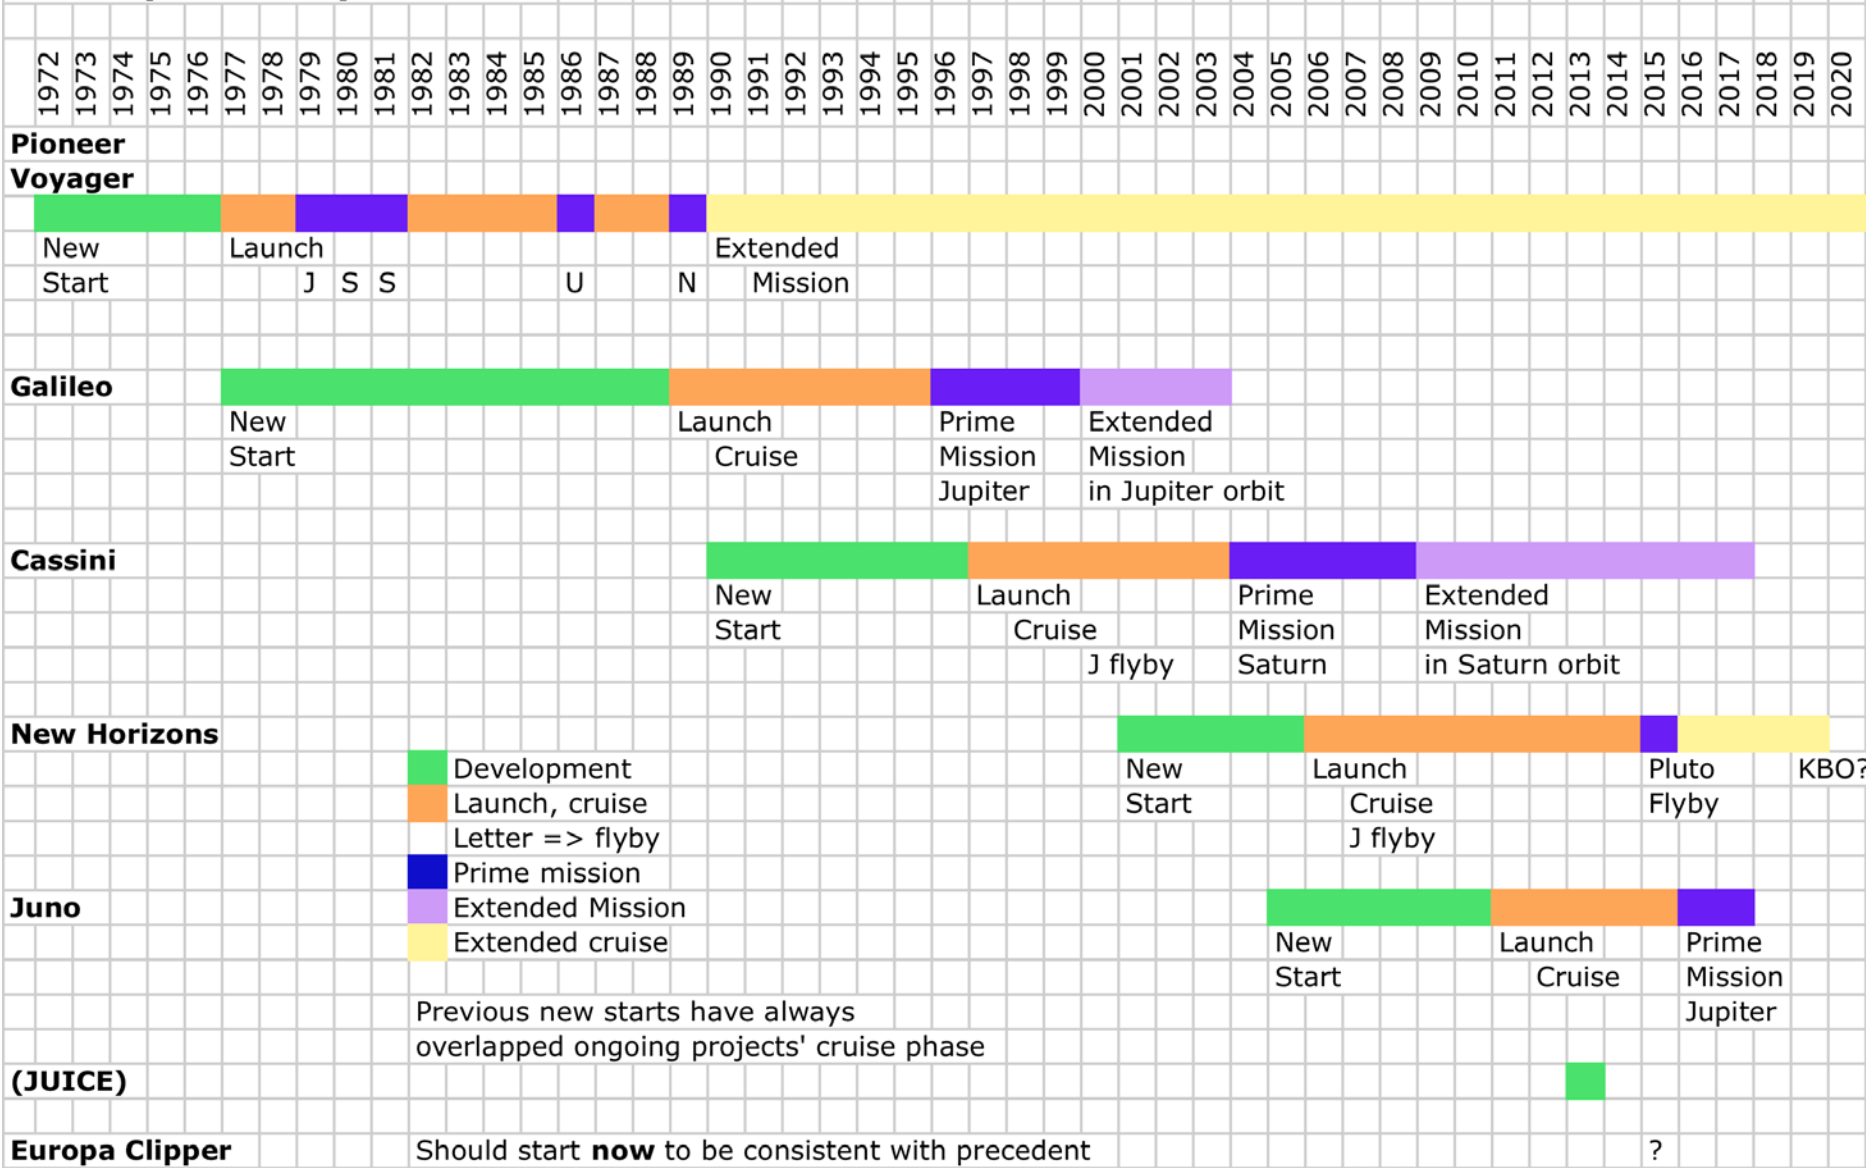 1972 1973 1974 1975 1976 1977 1978 1979 1980 1981 1982 1983 1984 1985 1986 1987 1988 1989 1990 1991 1992 1993 1994 1995 1996 1997 1998 1999 2000 2001 2002 2003 2004 2005 2006 2007 2008 2009 2010 2011 2012 2013 2014 2015 2016 2017 2018 2019 2020
Pioneer
Voyager
New Launch Extended
Start J S S U N Mission
Galileo
New Launch Prime Extended
Start Cruise Mission Mission
Jupiter in Jupiter orbit
Cassini
New Launch Prime Extended
Start Cruise Mission Mission
J flyby Saturn in Saturn orbit
New Horizons
Development New Launch Pluto KBO?
Launch, cruise Start Cruise Flyby
Letter => flyby J flyby
Prime mission
Juno Extended Mission
Extended cruise New Launch Prime
Start Cruise Mission
Previous new starts have always Jupiter
overlapped ongoing projects' cruise phase
(JUICE)
Europa Clipper Should start now to be consistent with precedent ?